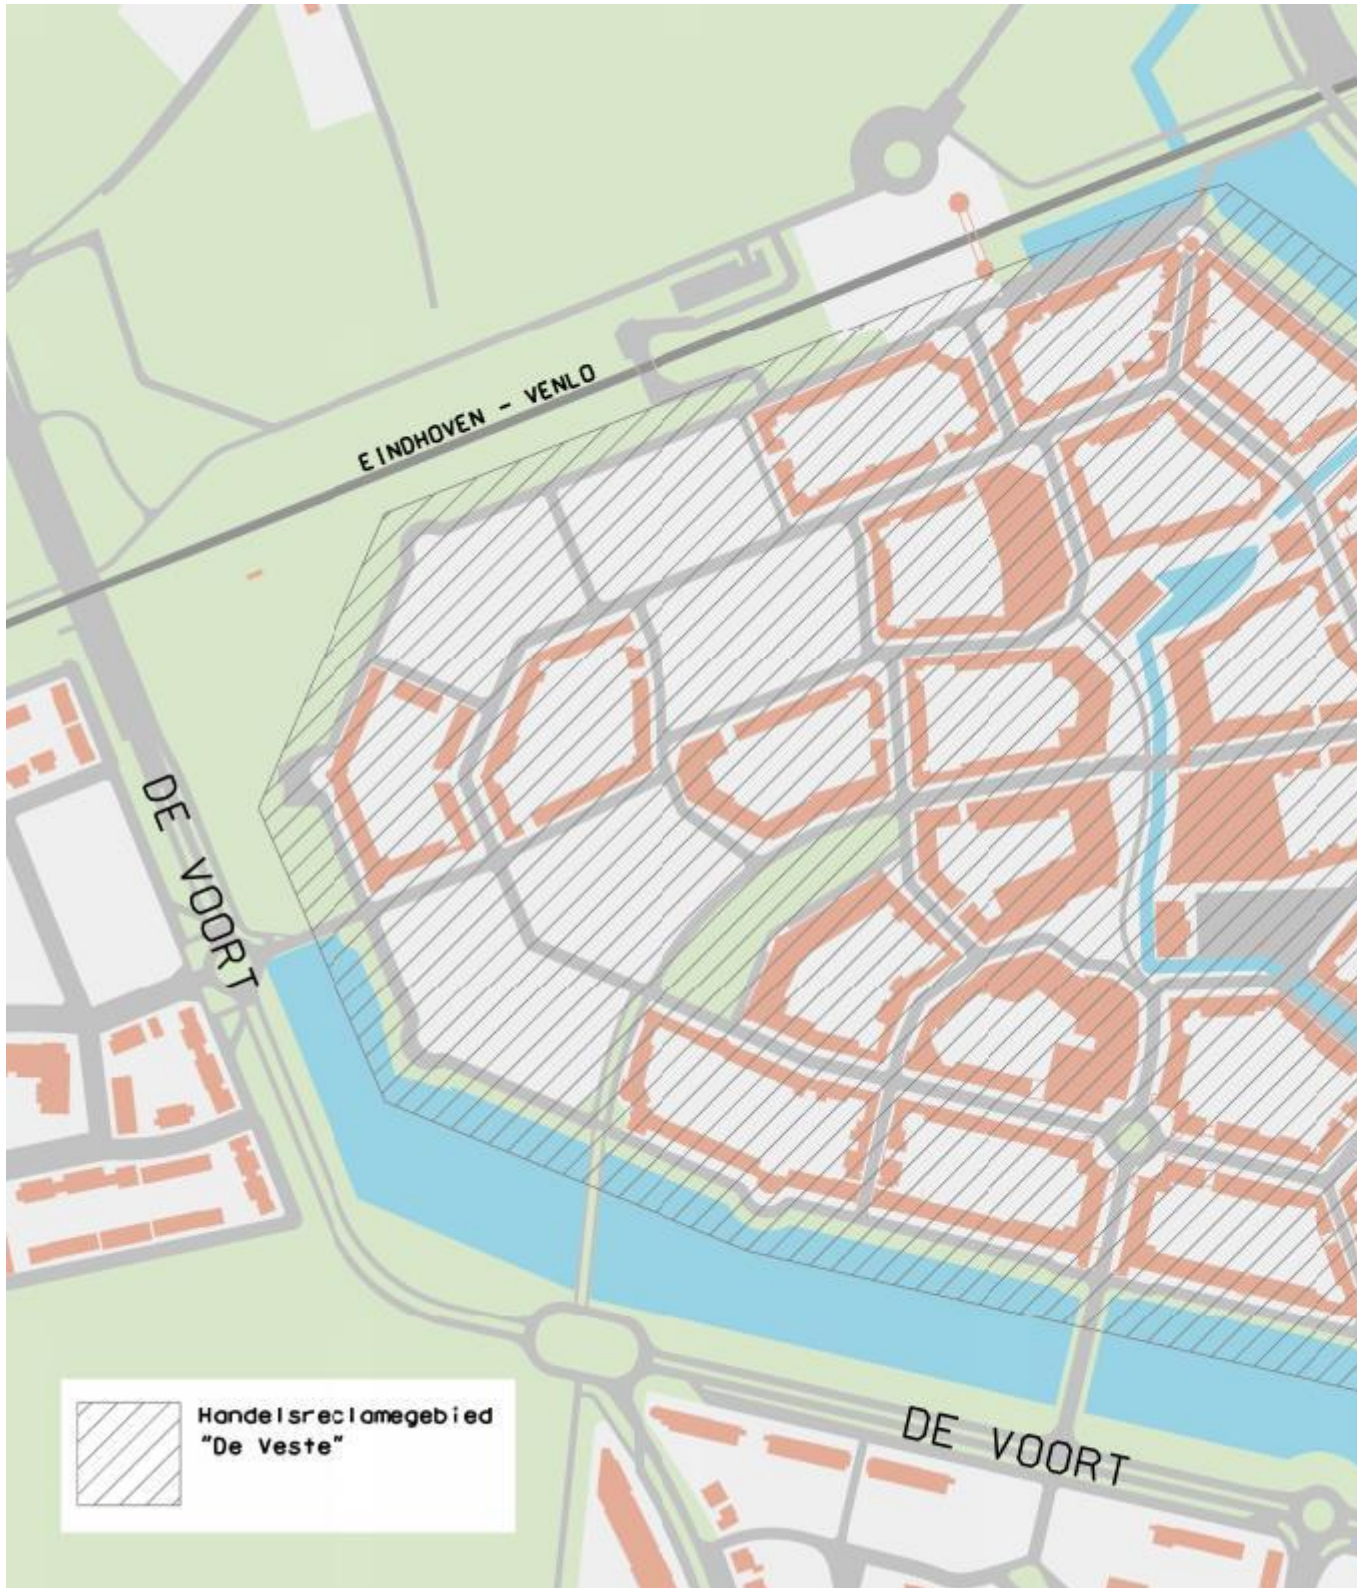 EINDHOVEN - VENLO
DE VOORT
Handelsreclamegebied
"De Veste"
DE VOORT